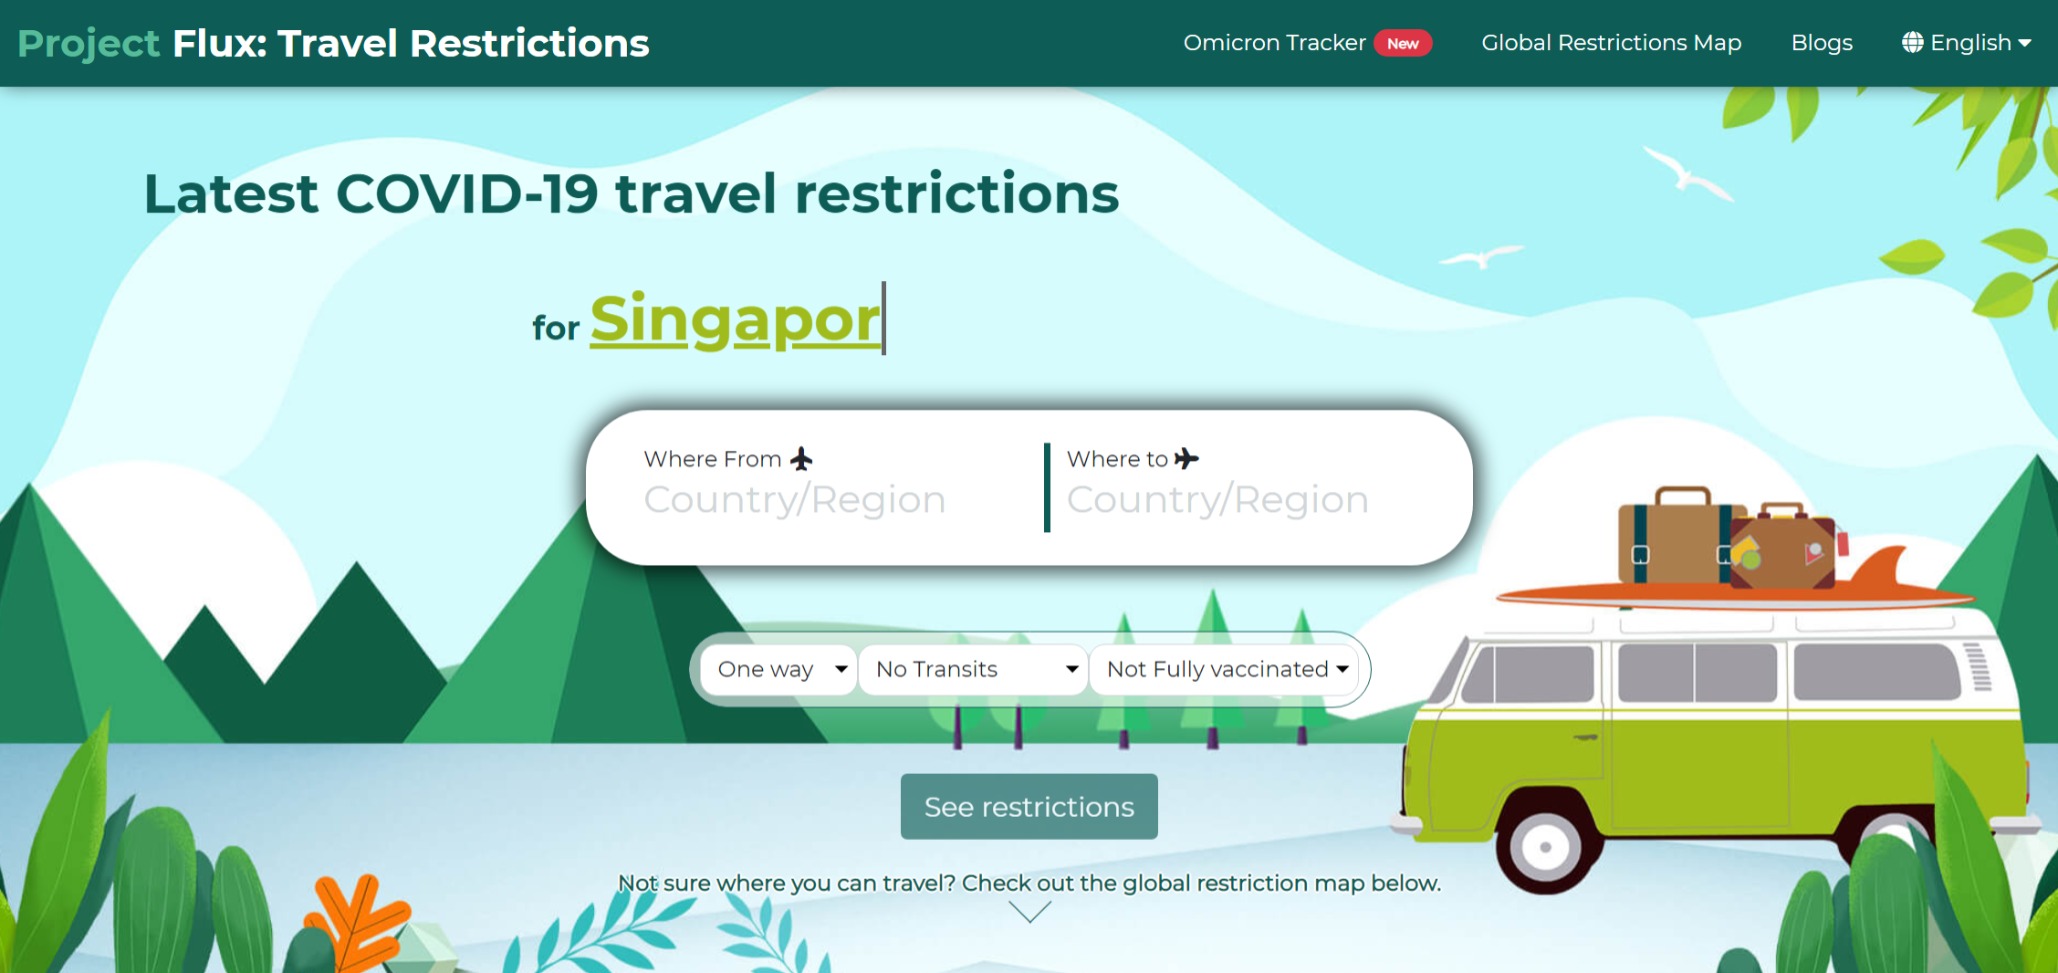 Project Flux: Travel Restrictions
Omicron Tracker New
Global Restrictions Map
Blogs
English
Latest COVID-19 travel restrictions
for Singapor
Where From
Country/Region
Where to
Country/Region
One way
No Transits
Not Fully vaccinated
See restrictions
Not sure where you can travel? Check out the global restriction map below.